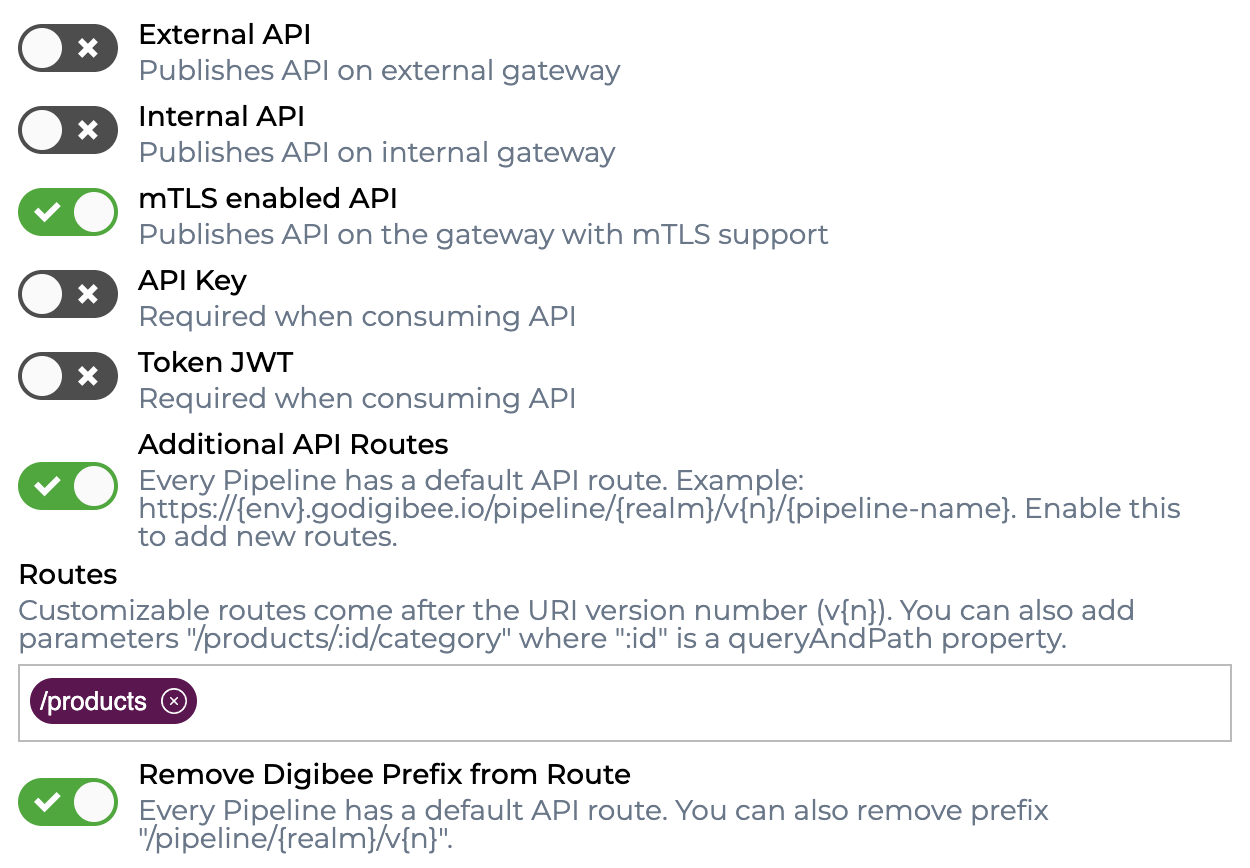 External API
Publishes API on external gateway
Internal API
Publishes API on internal gateway
mTLS enabled API
Publishes API on the gateway with mTLS support
API Key
Required when consuming API
Token JWT
Required when consuming API
Additional API Routes
Every Pipeline has a default API route. Example:
https://{env}.godigibee.io/pipeline/{realm}/v{n}/{pipeline-name}. Enable this
to add new routes.
Routes
Customizable routes come after the URI version number (v{n}). You can also add
parameters "/products/:id/category" where ":id" is a queryAndPath property.
/products
Remove Digibee Prefix from Route
Every Pipeline has a default API route. You can also remove prefix
"/pipeline/{realm}/v{n}".